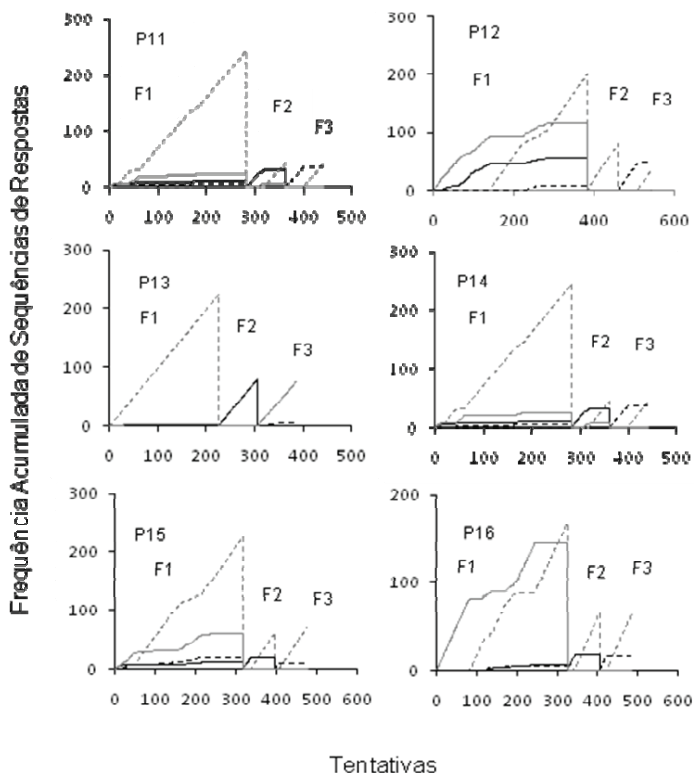 Frequência Acumulada de Sequências de Respostas
300
200
100
0
P11
F1
F2
F3
0 100 200 300 400 500
300
200
100
0
P12
F1
F2
F3
0 200 400 600
300
200
100
0
P13
F1
F2
F3
0 100 200 300 400 500
300
200
100
0
P14
F1
F2
F3
0 100 200 300 400 500
300
200
100
0
P15
F1
F2
F3
0 100 200 300 400 500 600
200
100
0
P16
F1
F2
F3
0 100 200 300 400 500 600
Tentativas